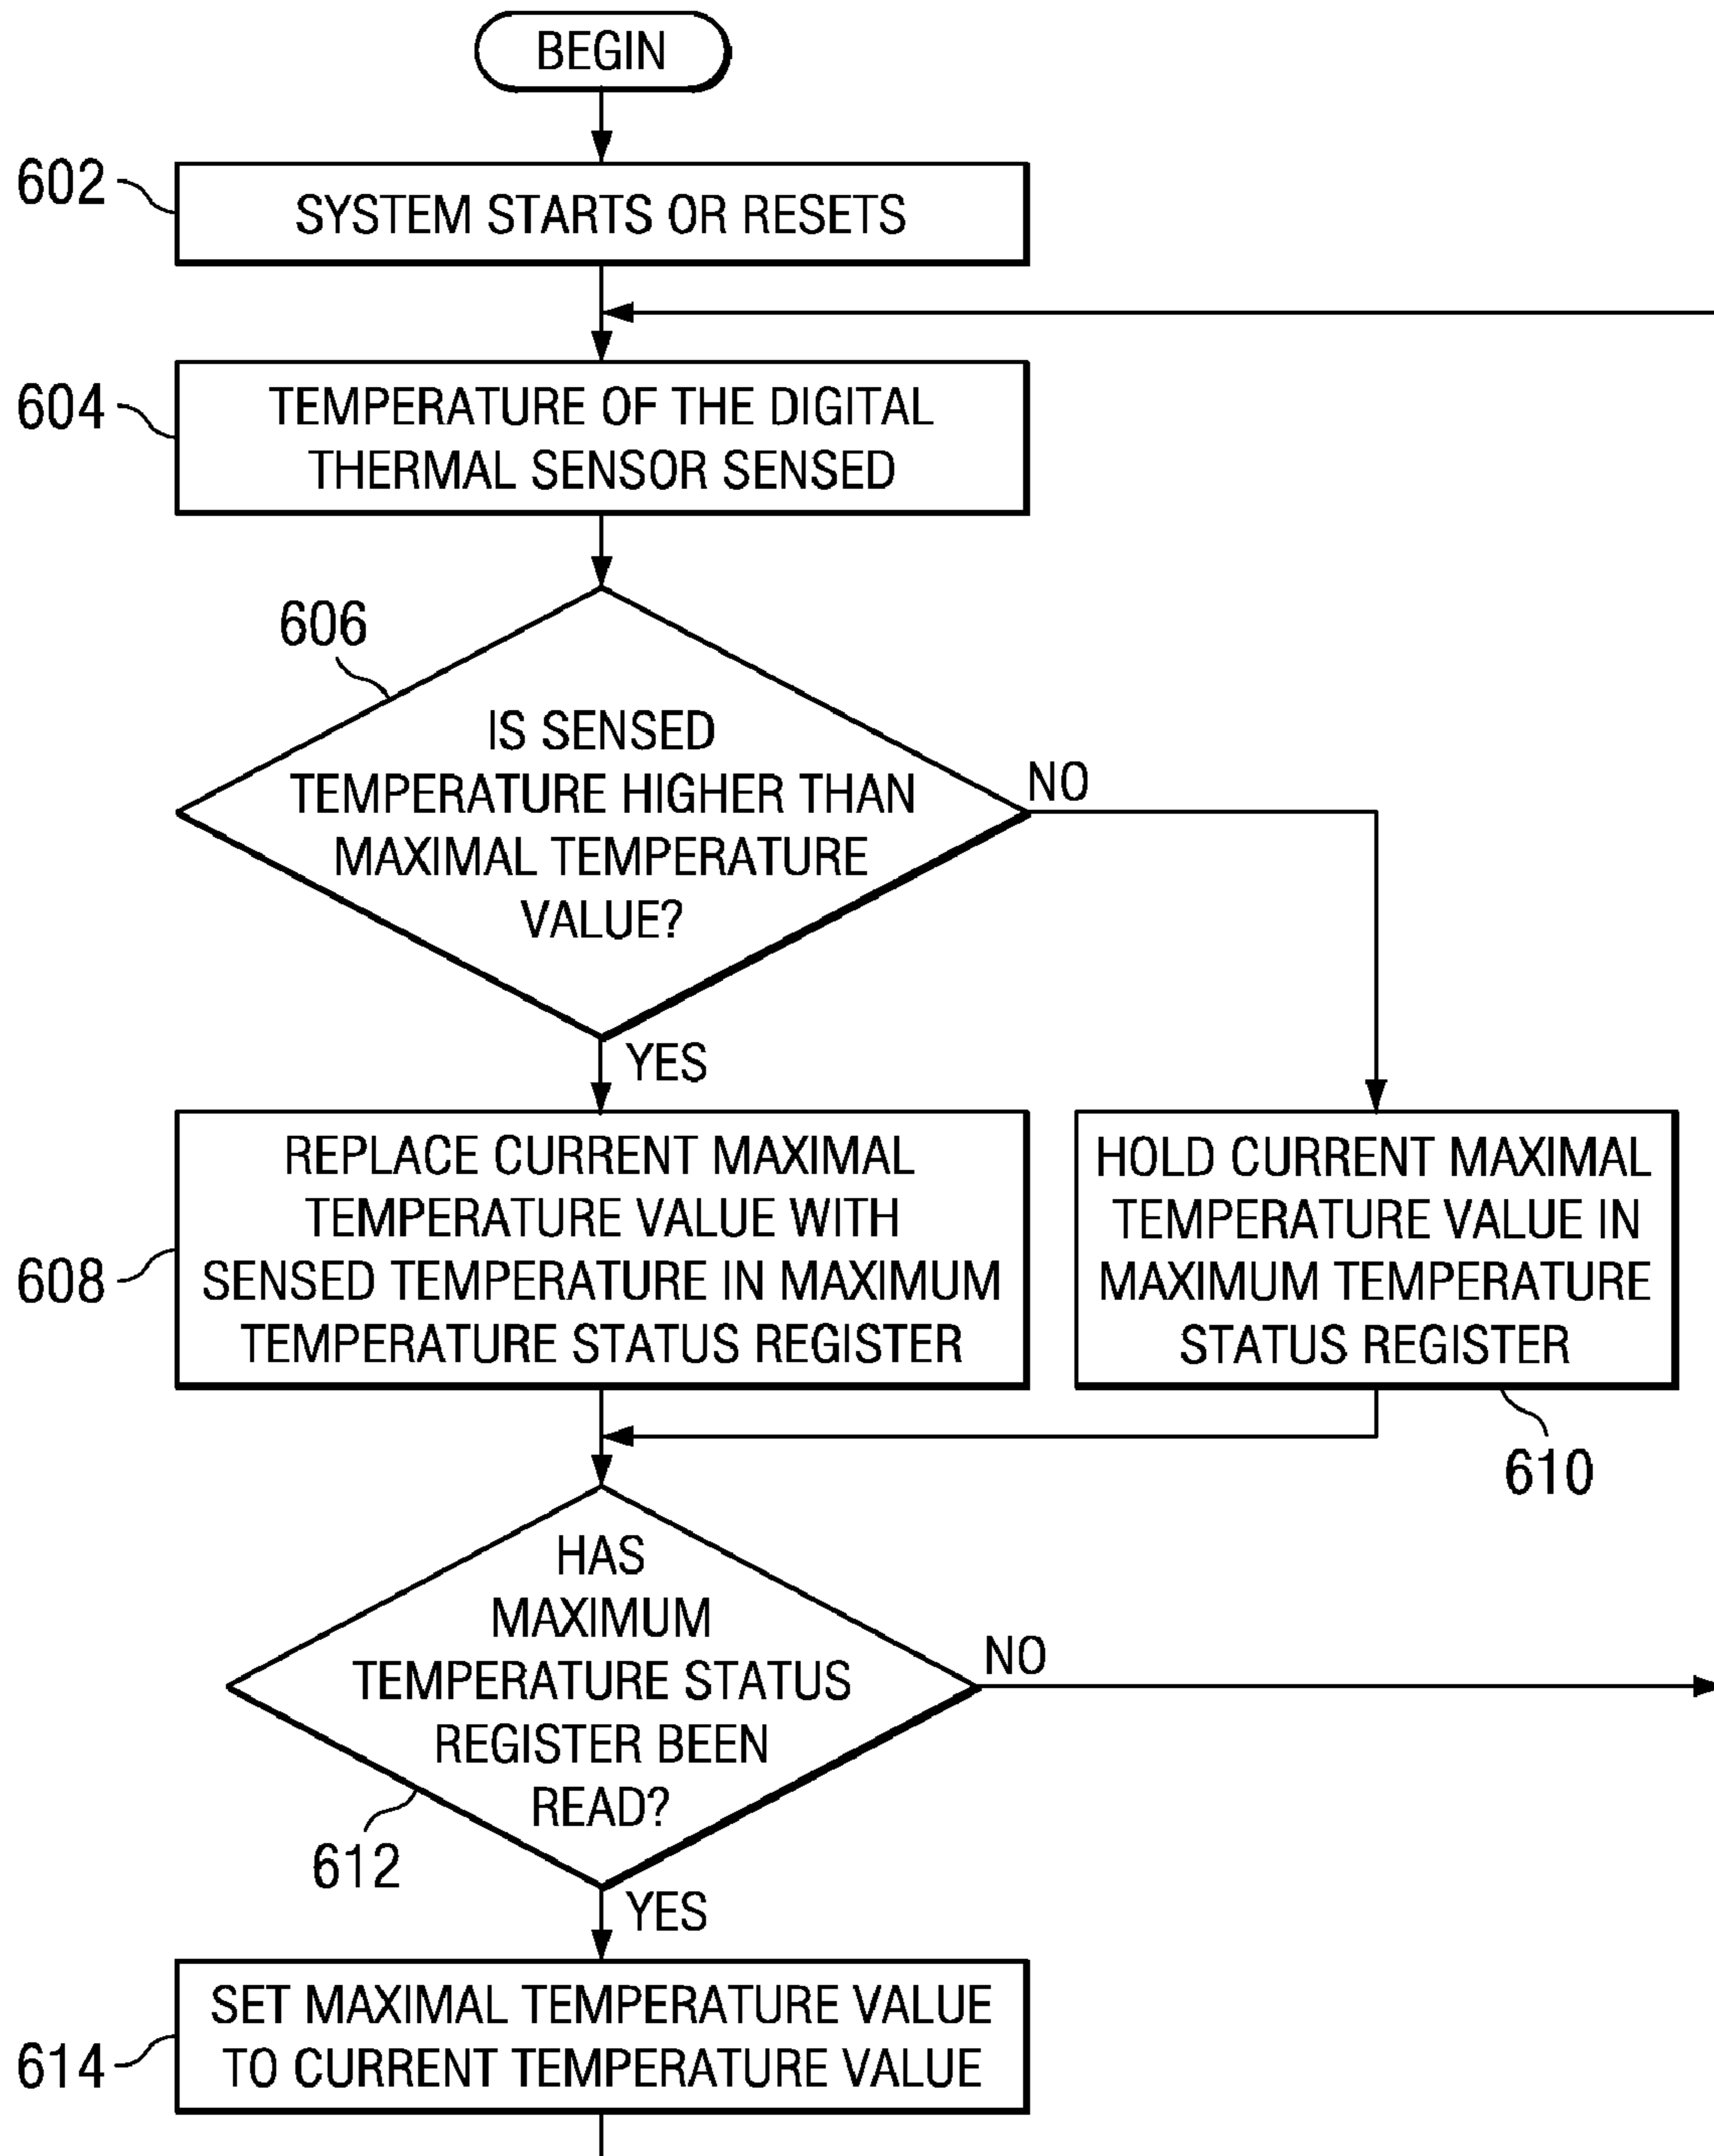 BEGIN
602
SYSTEM STARTS OR RESETS
604
TEMPERATURE OF THE DIGITAL
THERMAL SENSOR SENSED
606
IS SENSED
TEMPERATURE HIGHER THAN
MAXIMAL TEMPERATURE
VALUE?
NO
YES
608
REPLACE CURRENT MAXIMAL
TEMPERATURE VALUE WITH
SENSED TEMPERATURE IN MAXIMUM
TEMPERATURE STATUS REGISTER
HOLD CURRENT MAXIMAL
TEMPERATURE VALUE IN
MAXIMUM TEMPERATURE
STATUS REGISTER
610
HAS
MAXIMUM
TEMPERATURE STATUS
REGISTER BEEN
READ?
NO
612
YES
614
SET MAXIMAL TEMPERATURE VALUE
TO CURRENT TEMPERATURE VALUE